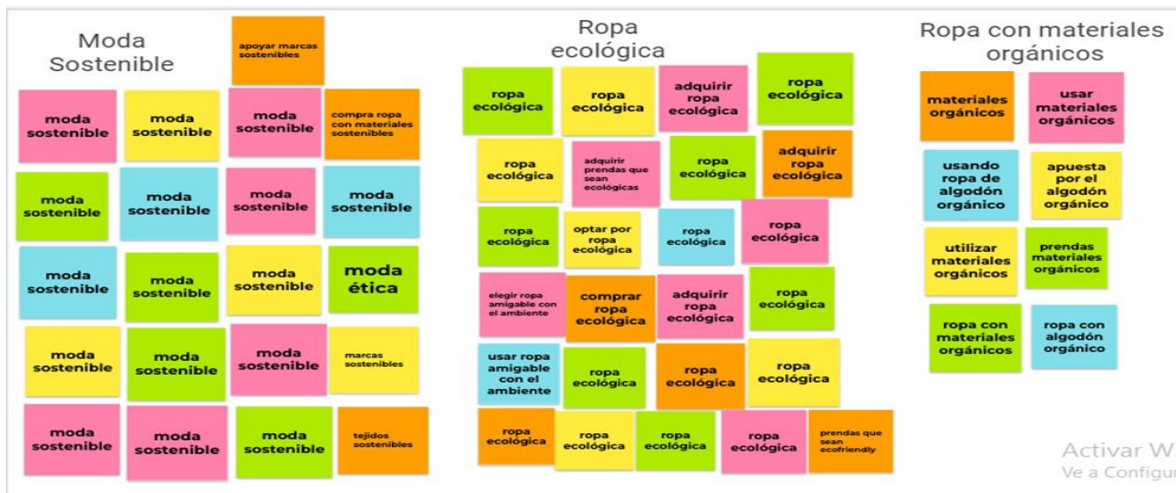 Moda
Sostenible
apoyar marcas
sostenibles
moda
sostenible
moda
sostenible
moda
sostenible
compra ropa
con materiales
sostenibles
moda
sostenible
moda
sostenible
moda
sostenible
moda
sostenible
moda
sostenible
moda
sostenible
moda
sostenible
moda
ética
moda
sostenible
moda
sostenible
moda
sostenible
marcas
sostenibles
moda
sostenible
moda
sostenible
moda
sostenible
tejidos
sostenibles
Ropa
ecológica
ropa
ecológica
ropa
ecológica
adquirir
ropa
ecológica
ropa
ecológica
ropa
ecológica
adquirir
prendas que
sean
ecológicas
ropa
ecológica
adquirir
ropa
ecológica
ropa
ecológica
optar por
ropa
ecológica
ropa
ecológica
ropa
ecológica
elegir ropa
amigable con
el ambiente
comprar
ropa
ecológica
adquirir
ropa
ecológica
ropa
ecológica
usar ropa
amigable
con el
ambiente
ropa
ecológica
ropa
ecológica
ropa
ecológica
ropa
ecológica
ropa
ecológica
ropa
ecológica
ropa
ecológica
prendas que
sean
ecofriendly
Ropa con materiales
orgánicos
materiales
orgánicos
usar
materiales
orgánicos
usando
ropa de
algodón
orgánico
apuesta
por el
algodón
orgánico
utilizar
materiales
orgánicos
prendas
materiales
orgánicos
ropa con
materiales
orgánicos
ropa con
algodón
orgánico
Activar W
Ve a Configur